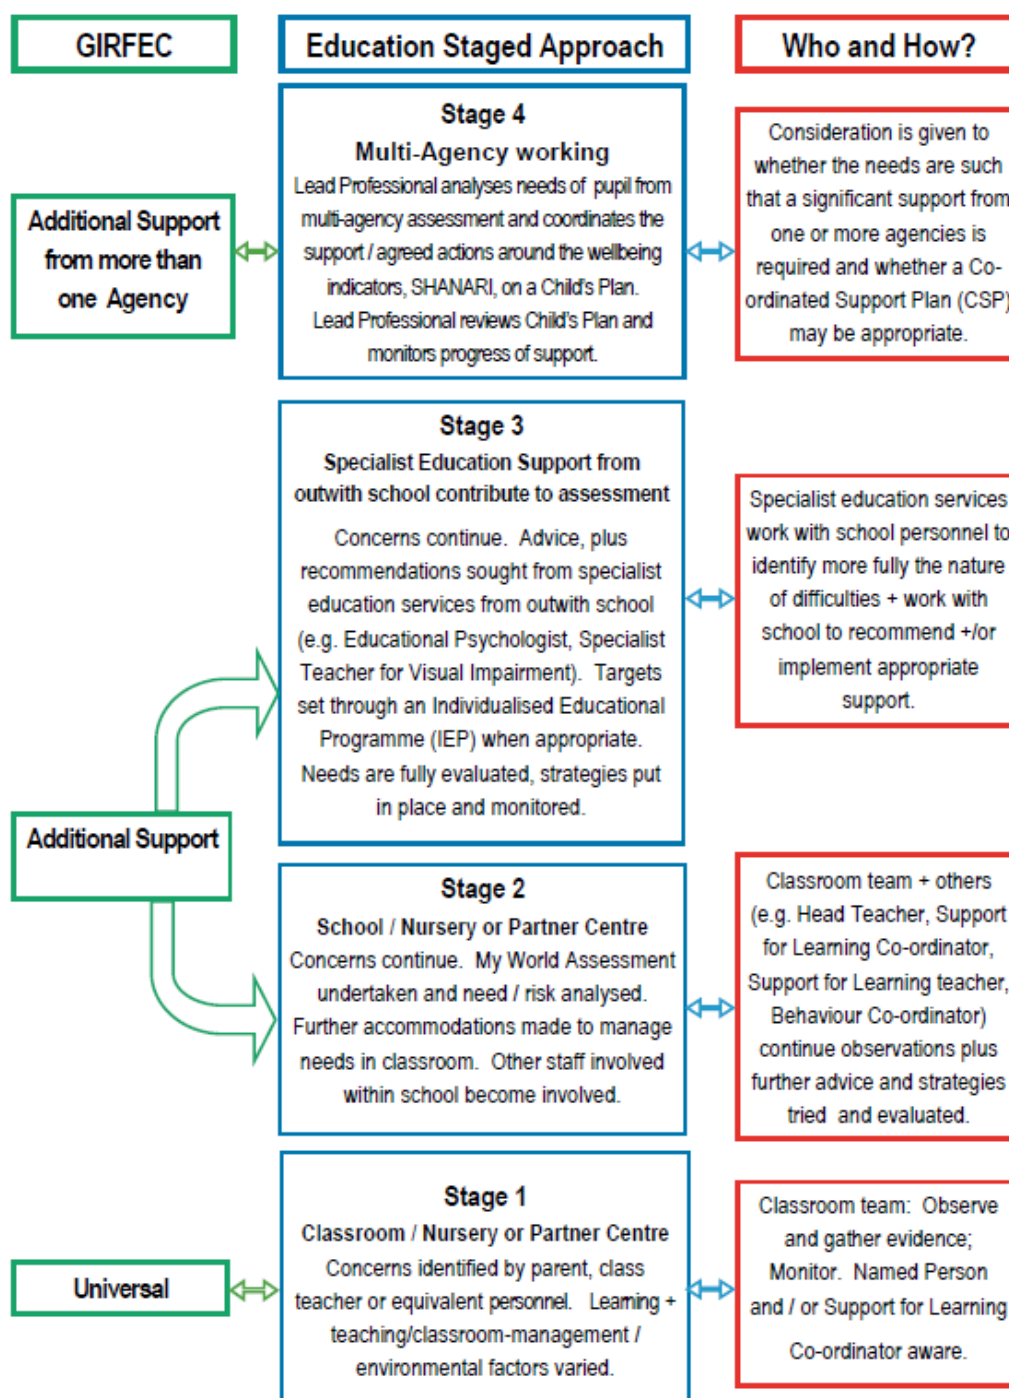 GIRFEC
Education Staged Approach
Who and How?
Additional Support
from more than
one Agency
Stage 4
Multi-Agency working
Lead Professional analyses needs of pupil from
multi-agency assessment and coordinates the
support / agreed actions around the wellbeing
indicators, SHANARI, on a Child's Plan.
Lead Professional reviews Child's Plan and
monitors progress of support.
Consideration is given to
whether the needs are such
that a significant support from
one or more agencies is
required and whether a Co-
ordinated Support Plan (CSP)
may be appropriate.
Additional Support
Stage 3
Specialist Education Support from
outwith school contribute to assessment
Concerns continue. Advice, plus
recommendations sought from specialist
education services from outwith school
(e.g. Educational Psychologist, Specialist
Teacher for Visual Impairment). Targets
set through an Individualised Educational
Programme (IEP) when appropriate.
Needs are fully evaluated, strategies put
in place and monitored.
Specialist education services
work with school personnel to
identify more fully the nature
of difficulties + work with
school to recommend +/or
implement appropriate
support.
Stage 2
School / Nursery or Partner Centre
Concerns continue. My World Assessment
undertaken and need / risk analysed.
Further accommodations made to manage
needs in classroom. Other staff involved
within school become involved.
Classroom team + others
(e.g. Head Teacher, Support
for Learning Co-ordinator,
Support for Learning teacher,
Behaviour Co-ordinator)
continue observations plus
further advice and strategies
tried and evaluated.
Universal
Stage 1
Classroom / Nursery or Partner Centre
Concerns identified by parent, class
teacher or equivalent personnel. Learning +
teaching/classroom-management /
environmental factors varied.
Classroom team: Observe
and gather evidence;
Monitor. Named Person
and / or Support for Learning
Co-ordinator aware.